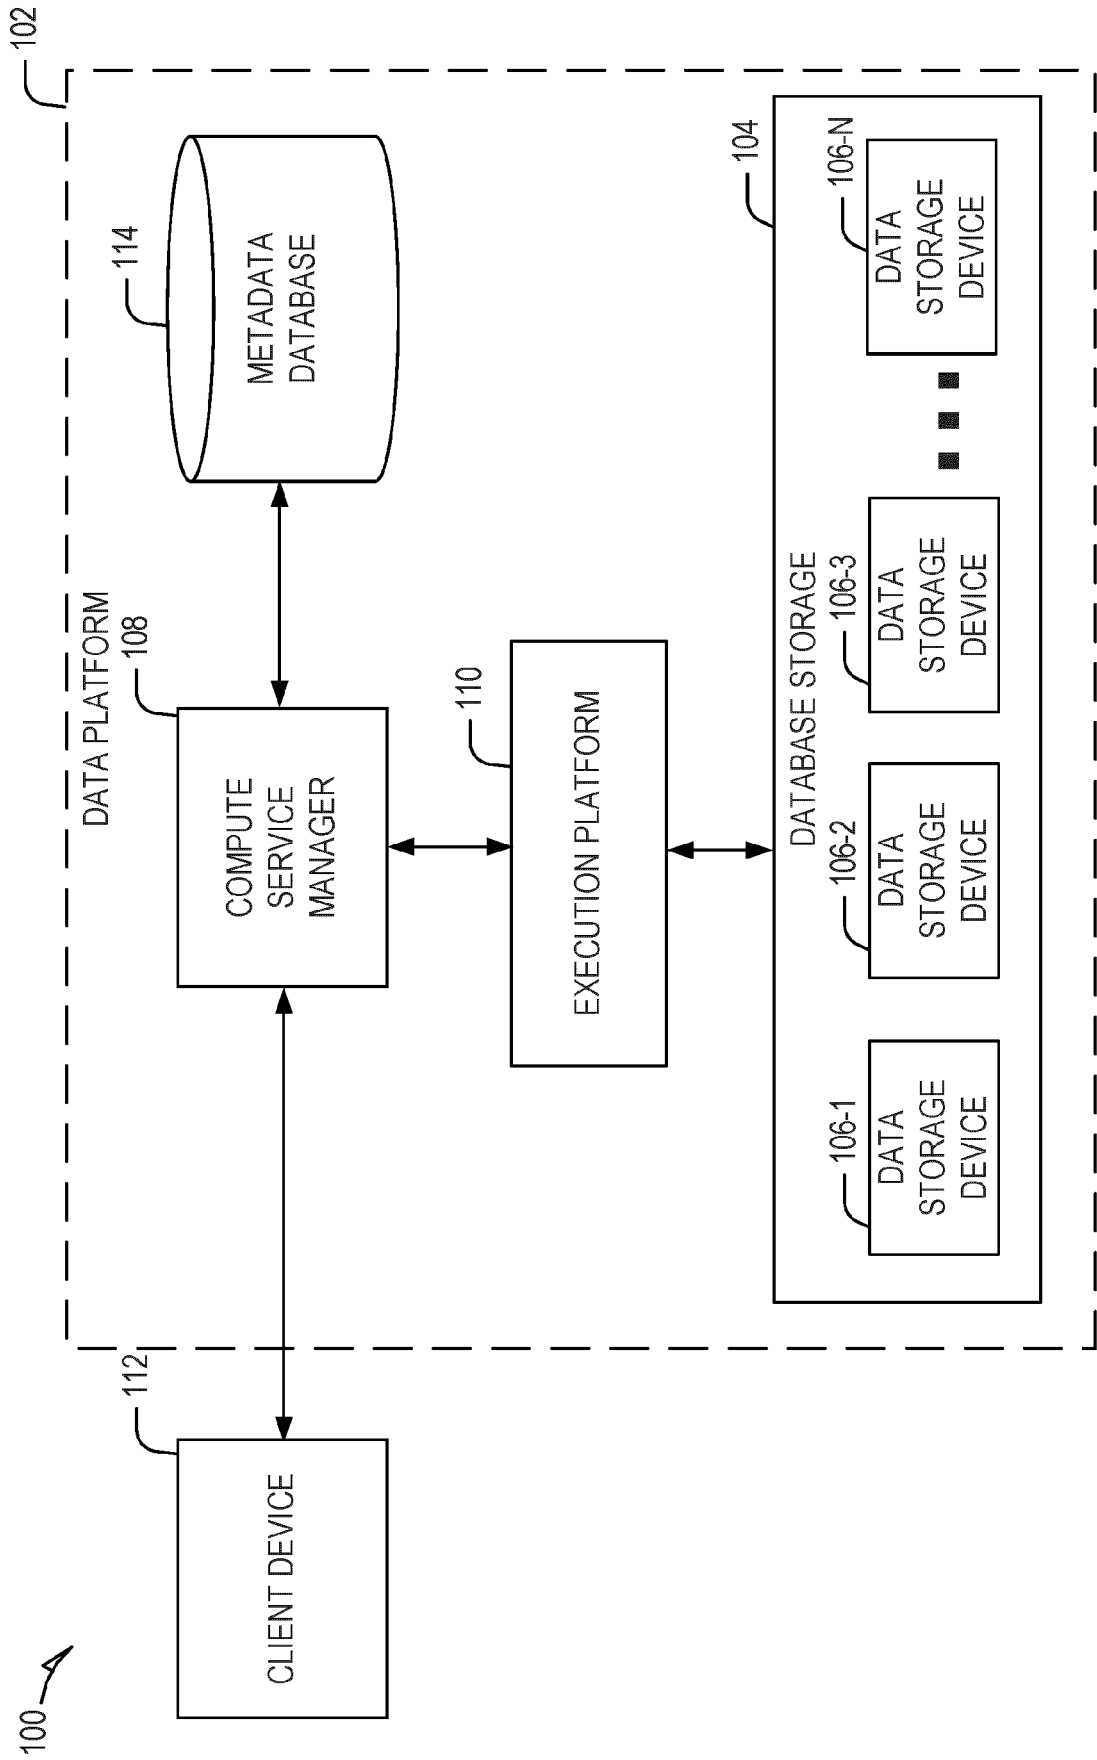 100
102
DATA PLATFORM
112
CLIENT DEVICE
108
COMPUTE
SERVICE
MANAGER
114
METADATA
DATABASE
110
EXECUTION PLATFORM
104
DATABASE STORAGE
106-1
DATA
STORAGE
DEVICE
106-2
DATA
STORAGE
DEVICE
106-3
DATA
STORAGE
DEVICE
106-N
DATA
STORAGE
DEVICE